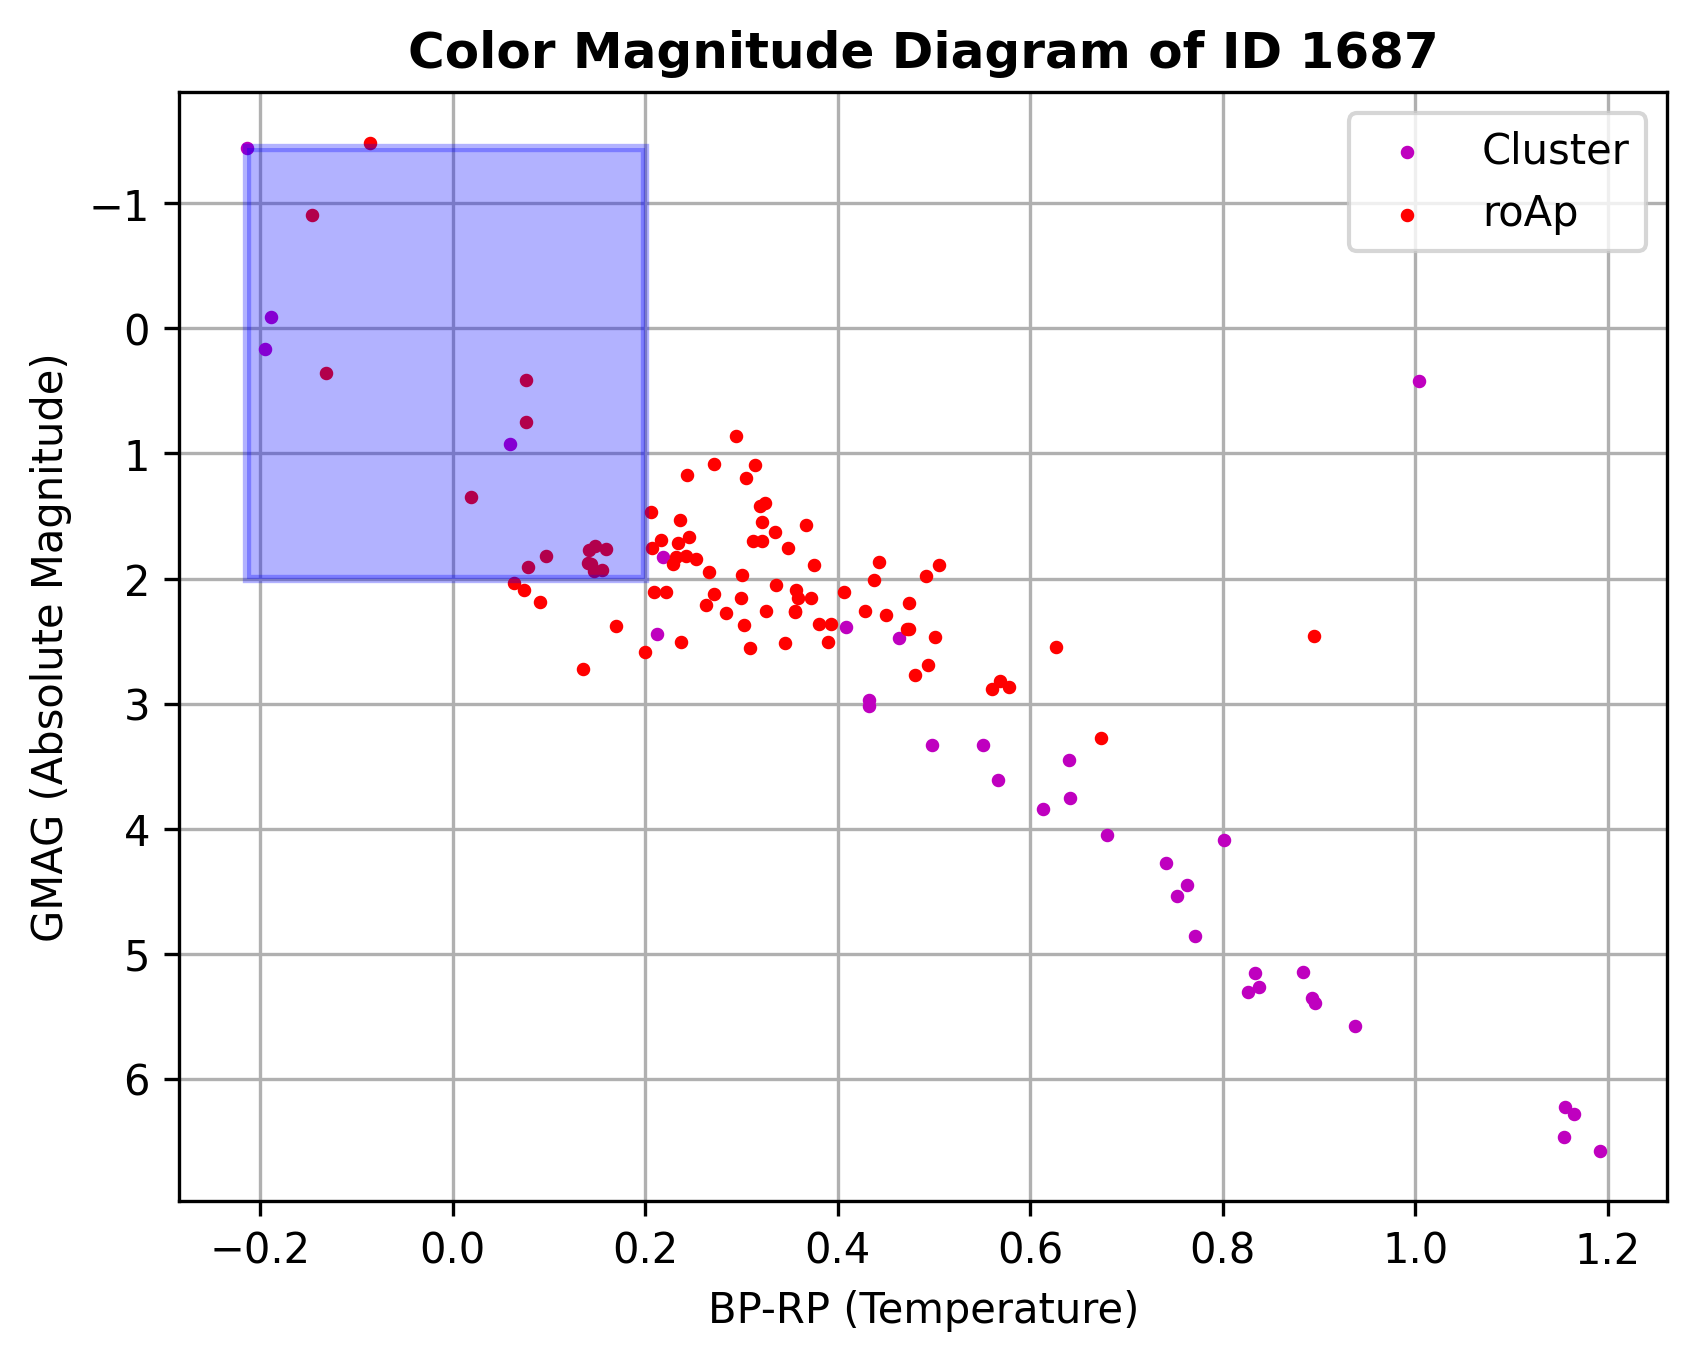 Color Magnitude Diagram of ID 1687
Cluster
roAp
GMAG (Absolute Magnitude)
−1
0
1
2
3
4
5
6
−0.2 0.0 0.2 0.4 0.6 0.8 1.0 1.2
BP-RP (Temperature)